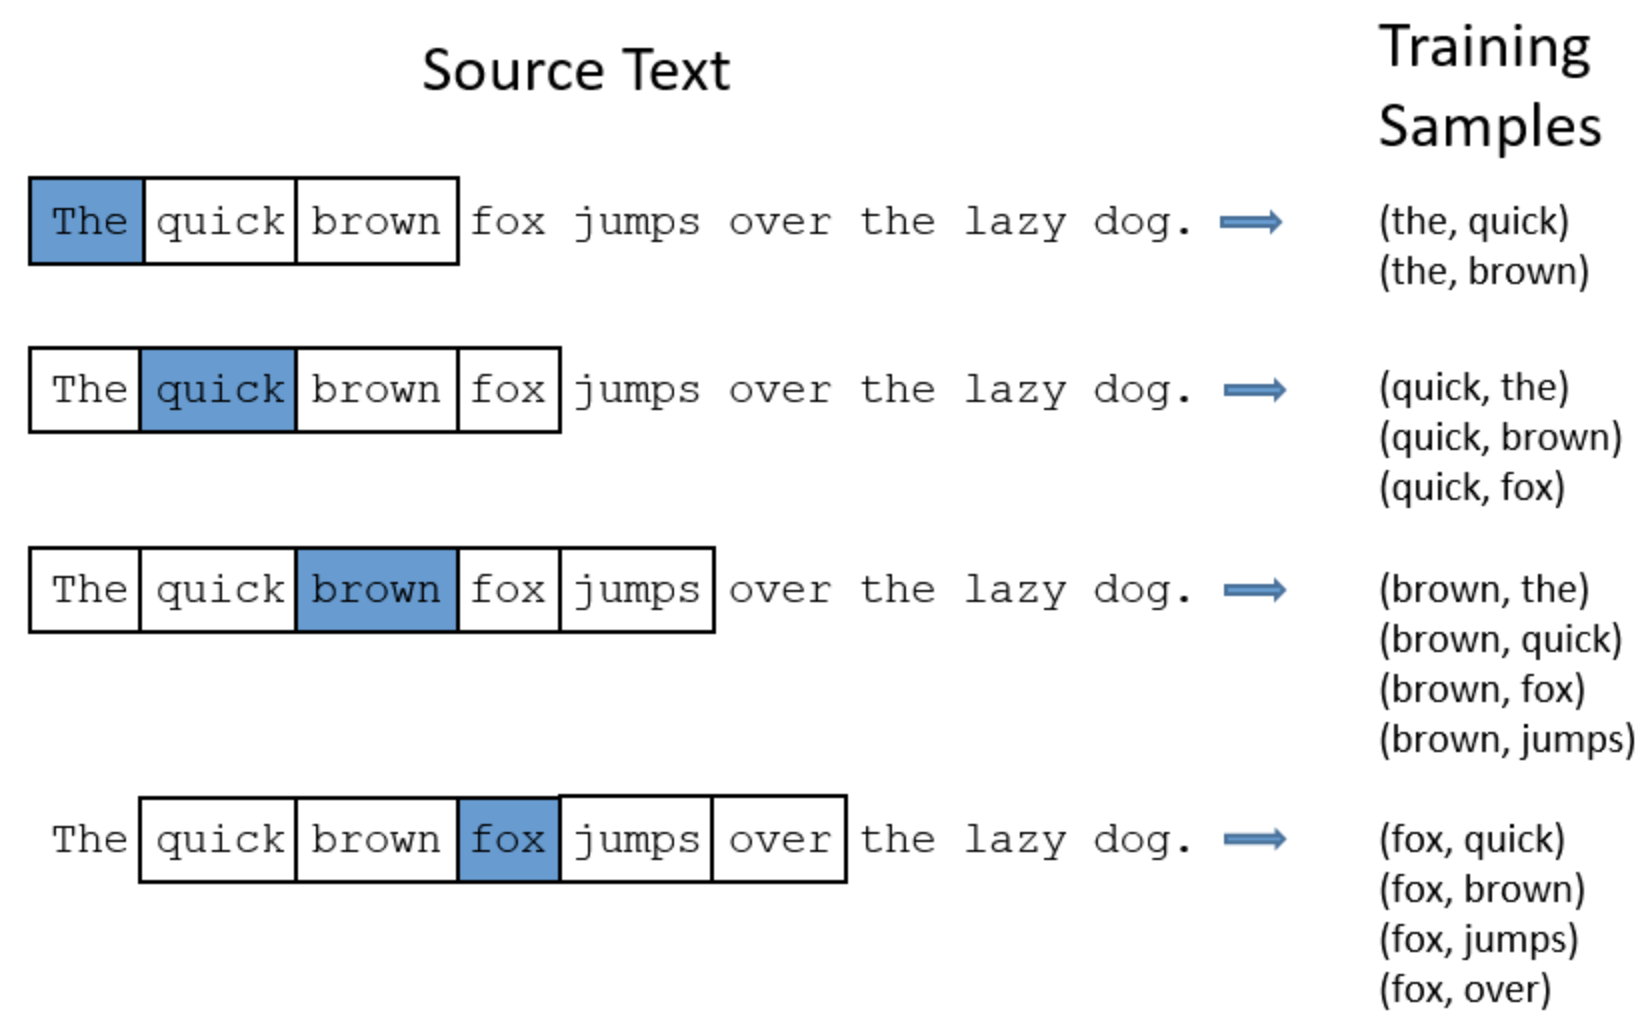 Source Text
Training
Samples
The quick brown fox jumps over the lazy dog.
(the, quick)
(the, brown)
The quick brown fox jumps over the lazy dog.
(quick, the)
(quick, brown)
(quick, fox)
The quick brown fox jumps over the lazy dog.
(brown, the)
(brown, quick)
(brown, fox)
(brown, jumps)
The quick brown fox jumps over the lazy dog.
(fox, quick)
(fox, brown)
(fox, jumps)
(fox, over)